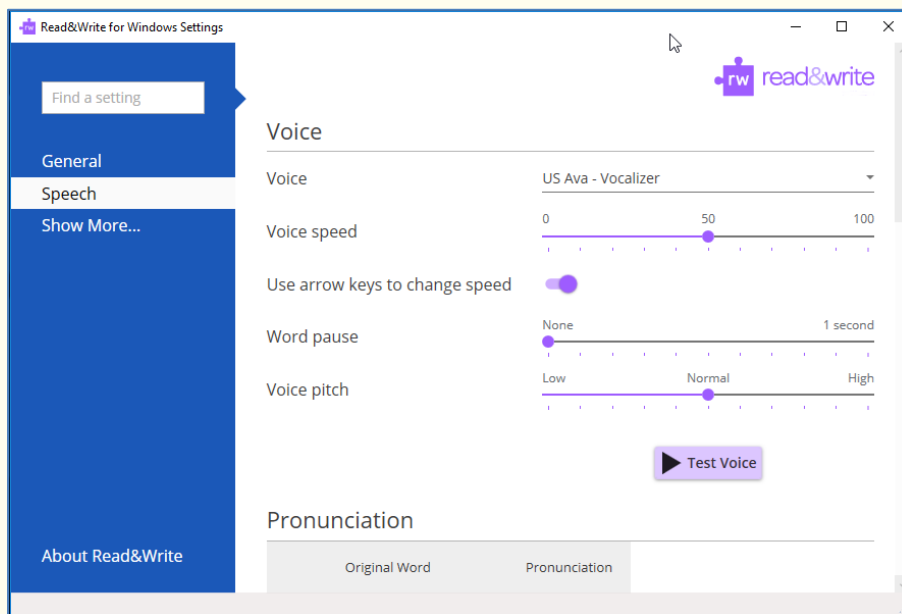 rw Read&Write for Windows Settings
rw read&write
Find a setting
General
Speech
Show More...
About Read&Write
Voice
Voice US Ava - Vocalizer
0 50 100
Voice speed
Use arrow keys to change speed
None 1 second
Word pause
Low Normal High
Voice pitch
Test Voice
Pronunciation
Original Word Pronunciation